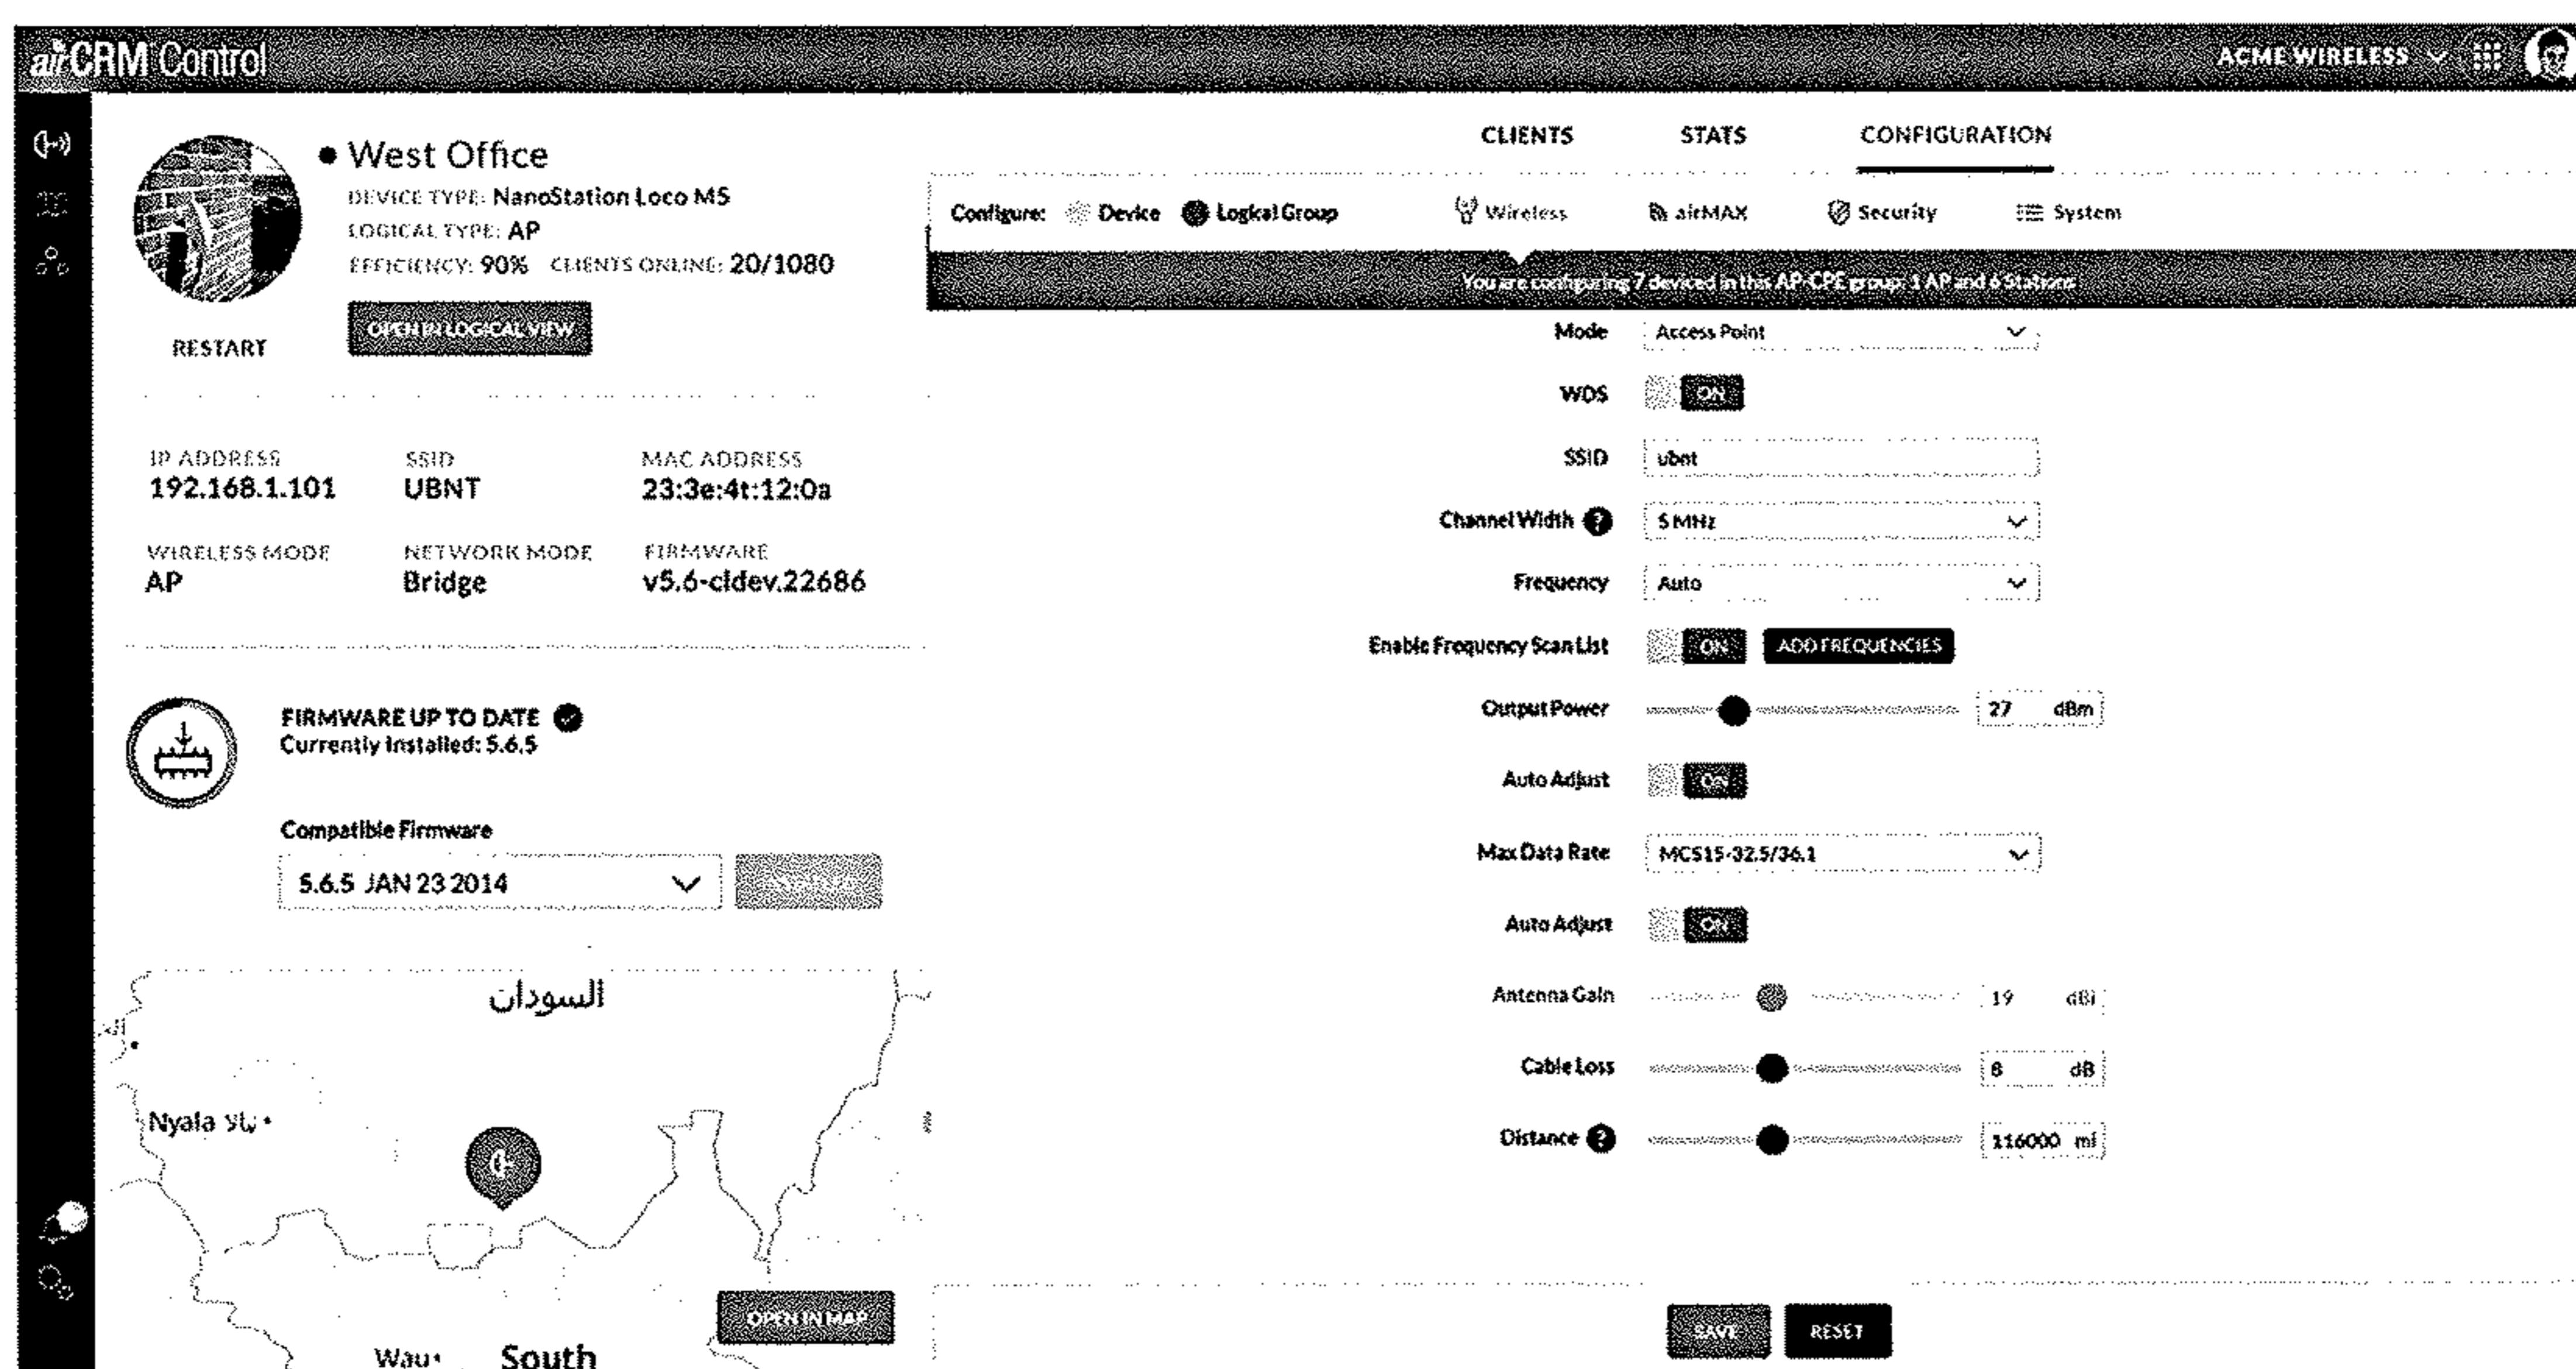 airCRM Control
ACME WIRELESS
West Office
DEVICE TYPE: NanoStation Loco M5
LOGICAL TYPE: AP
EFFICIENCY: 90% CLIENTS ONLINE: 20/1080
OPEN IN LOGICAL VIEW
RESTART
IP ADDRESS SSID MAC ADDRESS
192.168.1.101 UBNT 23:3e:4t:12:0a
WIRELESS MODE NETWORK MODE FIRMWARE
AP Bridge v5.6-cldev.22686
FIRMWARE UP TO DATE
Currently Installed: 5.6.5
Compatible Firmware
5.6.5 JAN 23 2014
السودان
Nyala
Wau
South
OPEN IN MAP
CLIENTS STATS CONFIGURATION
Configure: Device Logical Group Wireless airMAX Security System
You are configuring 7 deviced in this AP-CPE group: 1 AP and 6 Stations
Mode Access Point
WDS ON
SSID ubnt
Channel Width ? 5 MHz
Frequency Auto
Enable Frequency Scan List ON ADD FREQUENCIES
Output Power 27 dBm
Auto Adjust ON
Max Data Rate MCS15-32.5/36.1
Auto Adjust ON
Antenna Gain 19 dBi
Cable Loss 8 dB
Distance ? 116000 mi
SAVE RESET